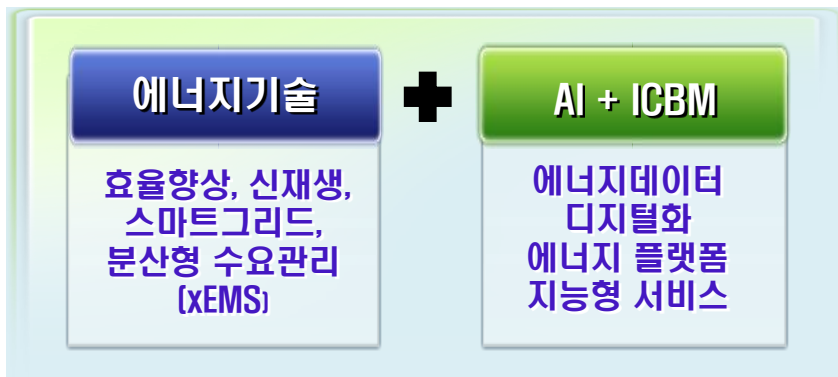 에너지기술
효율향상, 신재생,
스마트그리드,
분산형 수요관리
(xEMS)
+
AI + ICBM
에너지데이터
디지털화
에너지 플랫폼
지능형 서비스